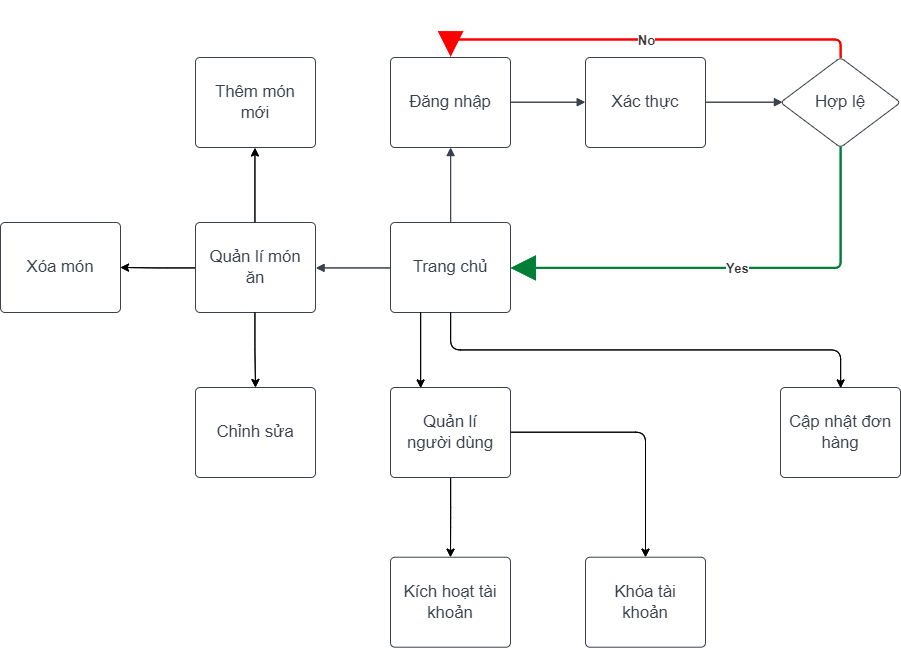 No
Thêm món
mới
Đăng nhập
Xác thực
Hợp lệ
Xóa món
Quản lí món
ăn
Trang chủ
Yes
Chỉnh sửa
Quản lí
người dùng
Cập nhật đơn
hàng
Kích hoạt tài
khoản
Khóa tài
khoản